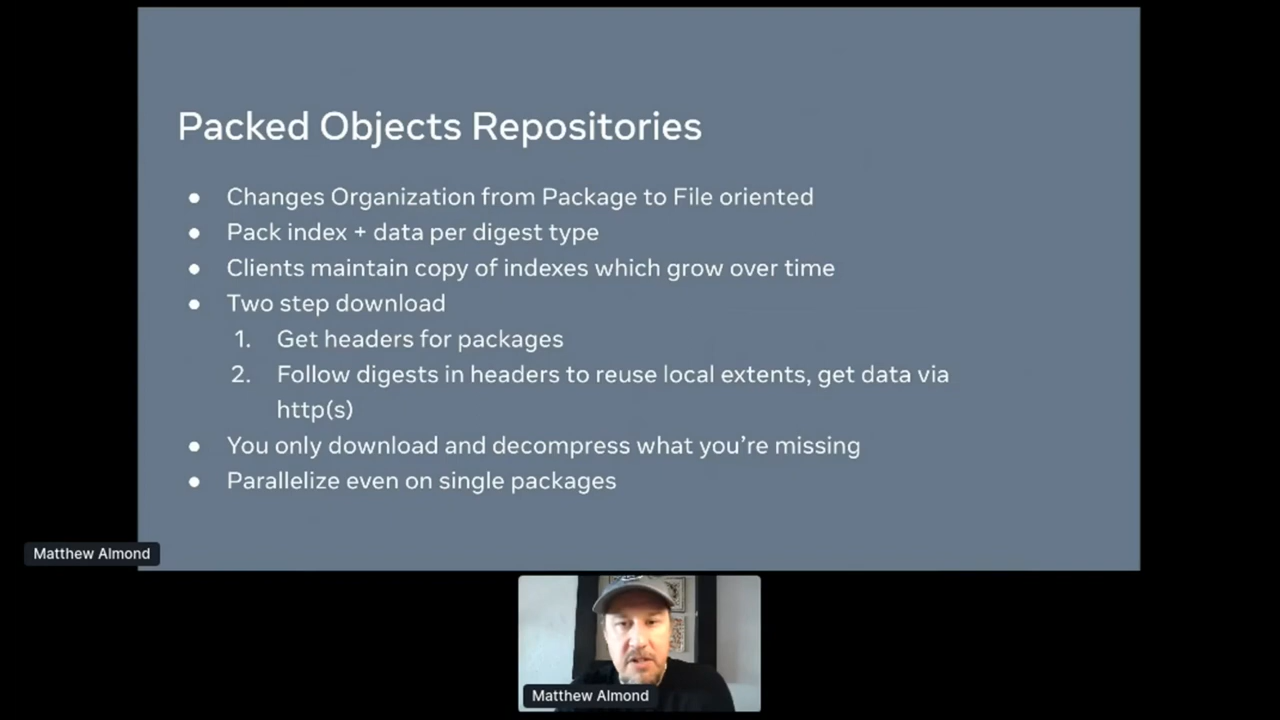 Packed Objects Repositories
● Changes Organization from Package to File oriented
● Pack index + data per digest type
● Clients maintain copy of indexes which grow over time
● Two step download
1. Get headers for packages
2. Follow digests in headers to reuse local extents, get data via
http(s)
● You only download and decompress what you’re missing
● Parallelize even on single packages
Matthew Almond
Matthew Almond